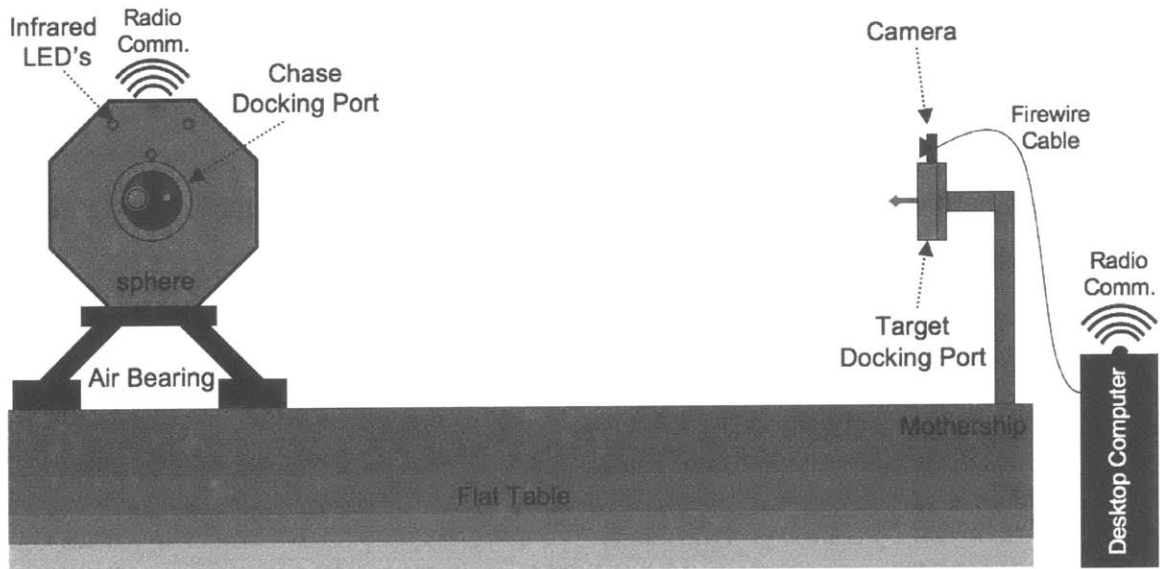 Infrared
LED's
Radio
Comm.
Chase
Docking Port
Camera
Firewire
Cable
sphere
Air Bearing
Target
Docking Port
Radio
Comm.
Mothership
Flat Table
Desktop Computer